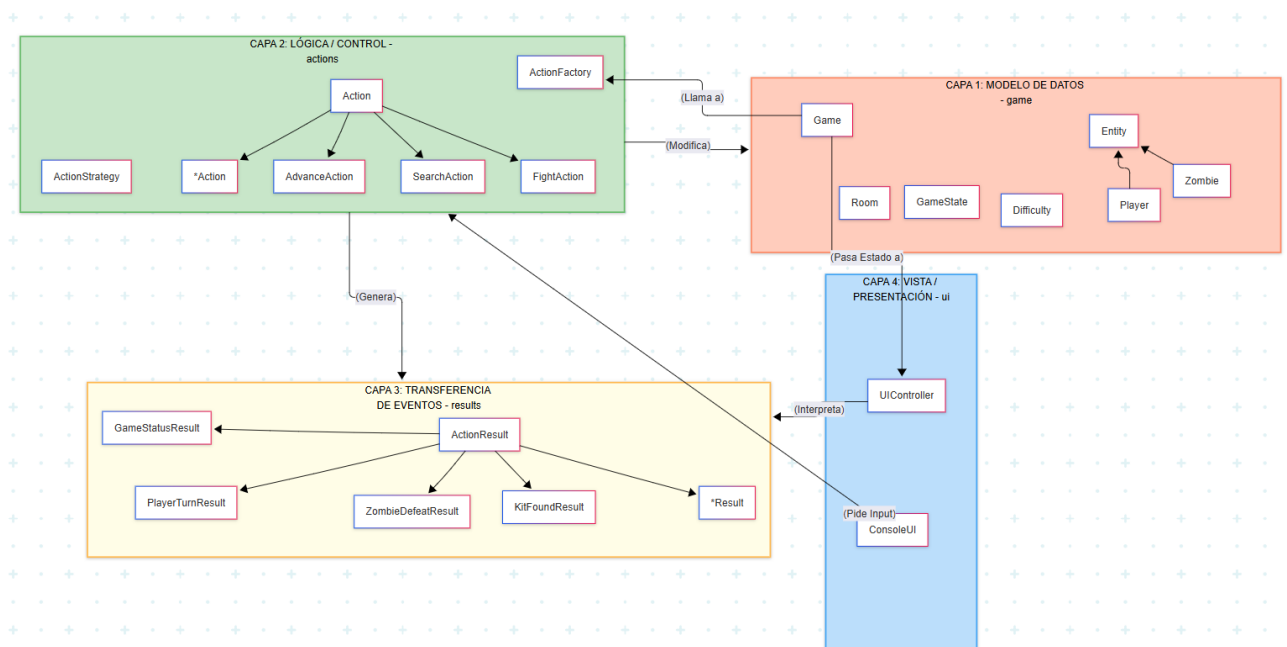 CAPA 2: LÓGICA / CONTROL -
actions
ActionFactory
Action
ActionStrategy
*Action
AdvanceAction
SearchAction
FightAction
(Llama a)
(Modifica)
CAPA 1: MODELO DE DATOS
- game
Game
Entity
Zombie
Room
GameState
Difficulty
Player
(Pasa Estado a)
(Genera)
CAPA 4: VISTA /
PRESENTACIÓN - ui
UIController
(Interpreta)
(Pide Input)
ConsoleUI
CAPA 3: TRANSFERENCIA
DE EVENTOS - results
GameStatusResult
ActionResult
PlayerTurnResult
ZombieDefeatResult
KitFoundResult
*Result